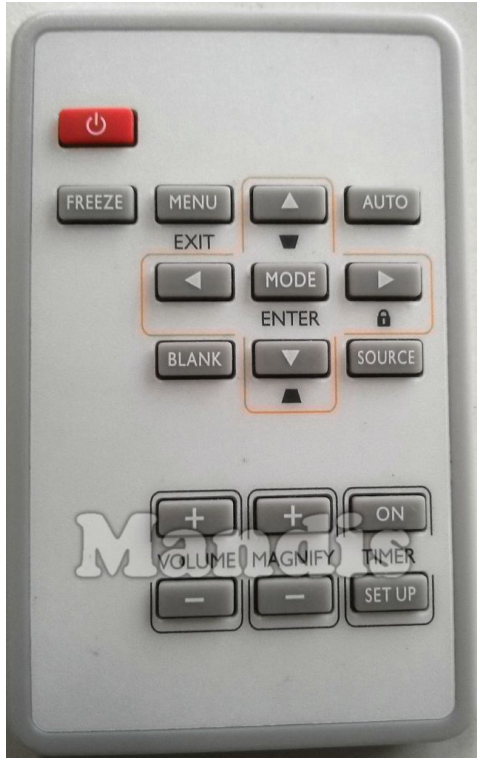 FREEZE MENU AUTO
EXIT
MODE
ENTER
BLANK SOURCE
+ + ON
VOLUME MAGNIFY TIMER
Mandis
- - SET UP